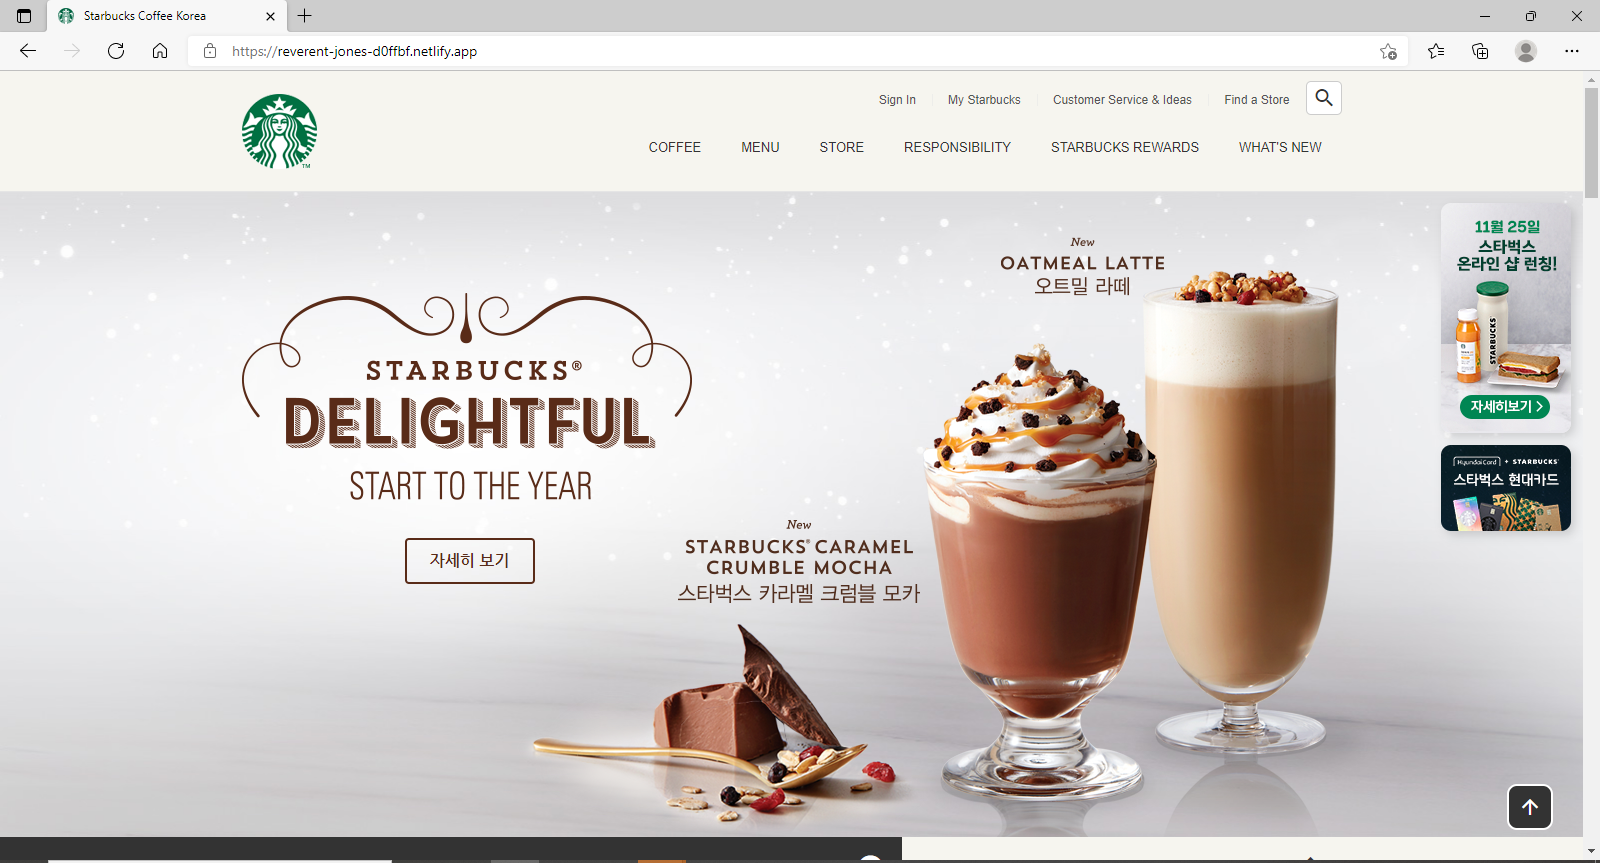 Starbucks Coffee Korea
https://reverent-jones-d0ffbf.netlify.app
Sign In
My Starbucks
Customer Service & Ideas
Find a Store
TM
COFFEE
MENU
STORE
RESPONSIBILITY
STARBUCKS REWARDS
WHAT'S NEW
STARBUCKS®
DELIGHTFUL
START TO THE YEAR
자세히 보기
New
OATMEAL LATTE
오트밀 라떼
New
STARBUCKS® CARAMEL
CRUMBLE MOCHA
스타벅스 카라멜 크럼블 모카
11월 25일
스타벅스
온라인 샵 런칭!
STARBUCKS
자세히보기
HyundaiCard + STARBUCKS
스타벅스 현대카드